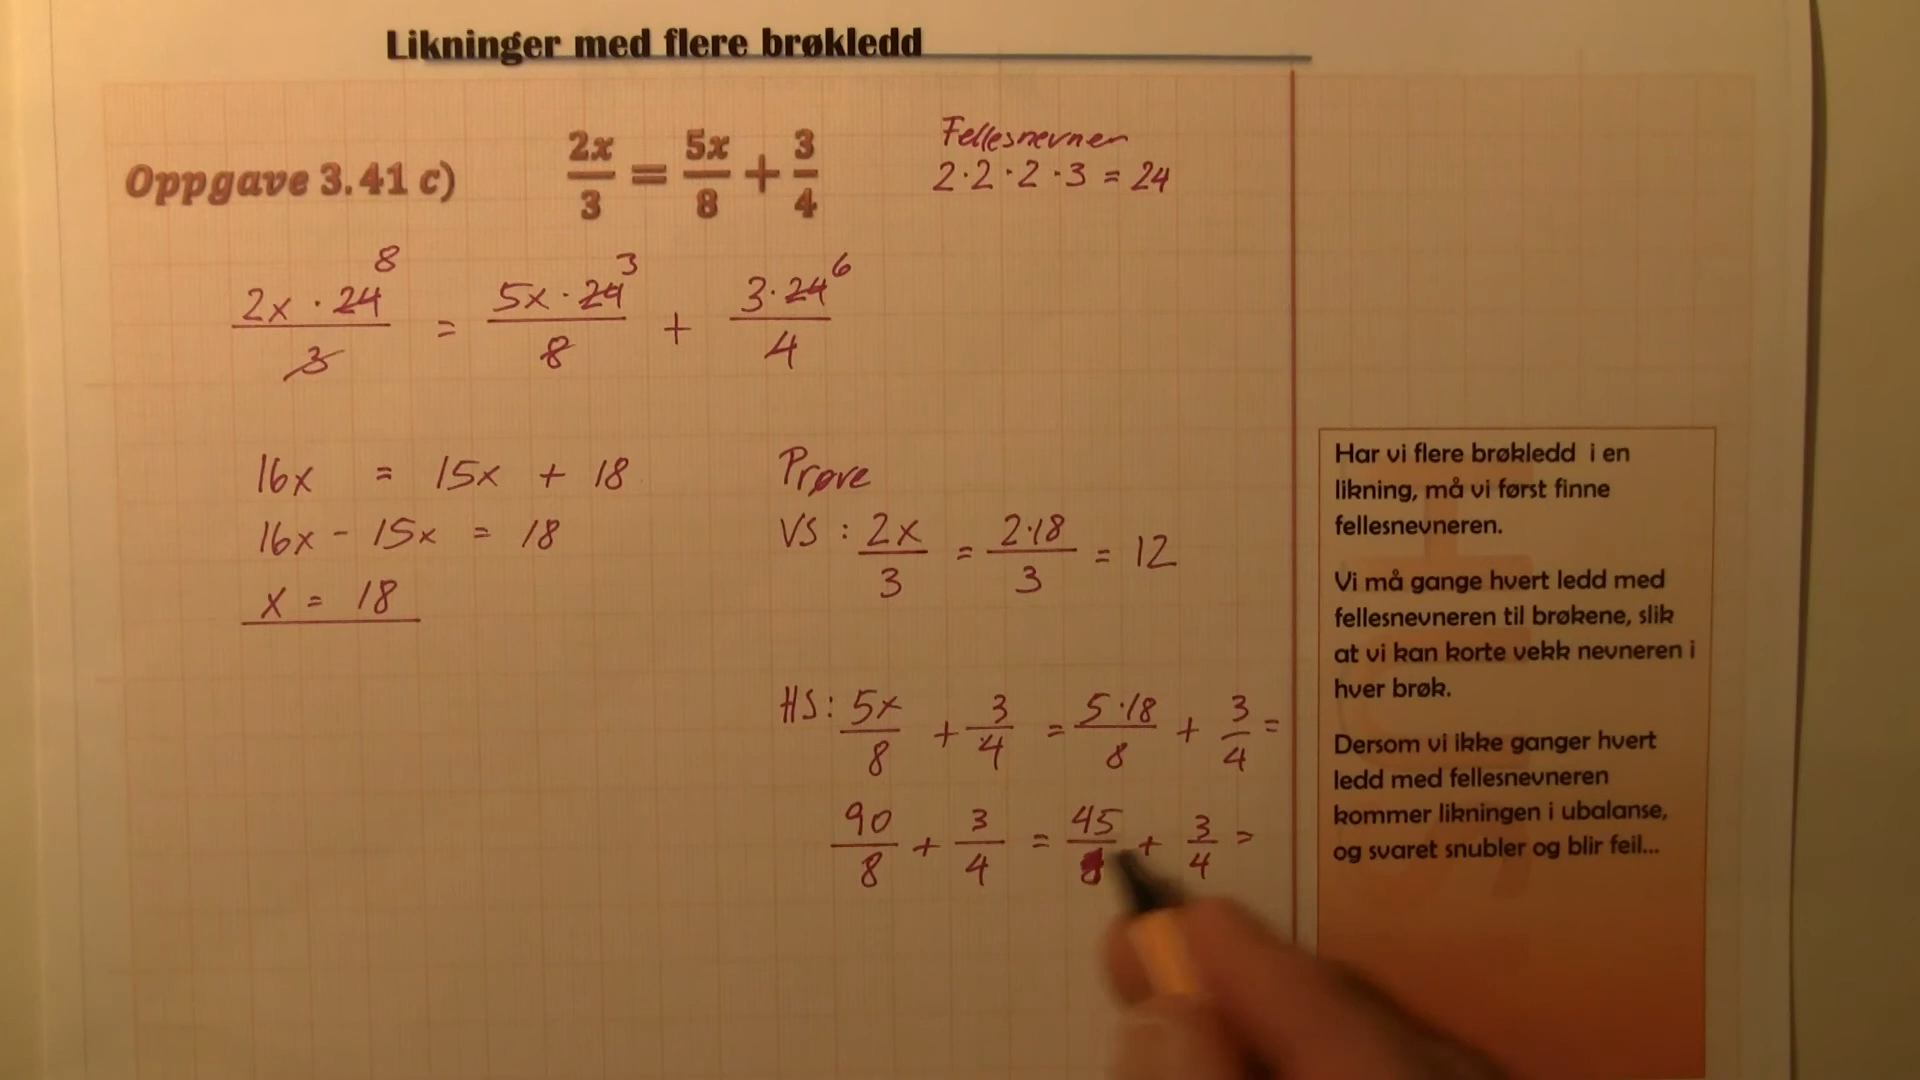 Likninger med flere brøkledd
Oppgave 3.41 c) 2x/3 = 5x/8 + 3/4
Fellesnevner
2·2·2·3 = 24
2x·24/3 8 = 5x·24/8 3 + 3·24/4 6
16x = 15x + 18
16x - 15x = 18
x = 18
Prøve
VS: 2x/3 = 2·18/3 = 12
HS: 5x/8 + 3/4 = 5·18/8 + 3/4 =
90/8 + 3/4 = 45/ + 3/4 =
Har vi flere brøkledd i en
likning, må vi først finne
fellesnevneren.
Vi må gange hvert ledd med
fellesnevneren til brøkene, slik
at vi kan korte vekk nevneren i
hver brøk.
Dersom vi ikke ganger hvert
ledd med fellesnevneren
kommer likningen i ubalanse,
og svaret snubler og blir feil...